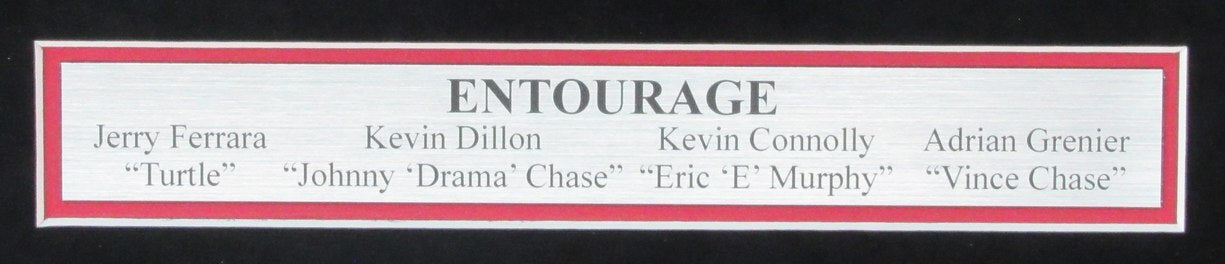 ENTOURAGE
Jerry Ferrara Kevin Dillon Kevin Connolly Adrian Grenier
“Turtle” “Johnny ‘Drama’ Chase” “Eric ‘E’ Murphy” “Vince Chase”